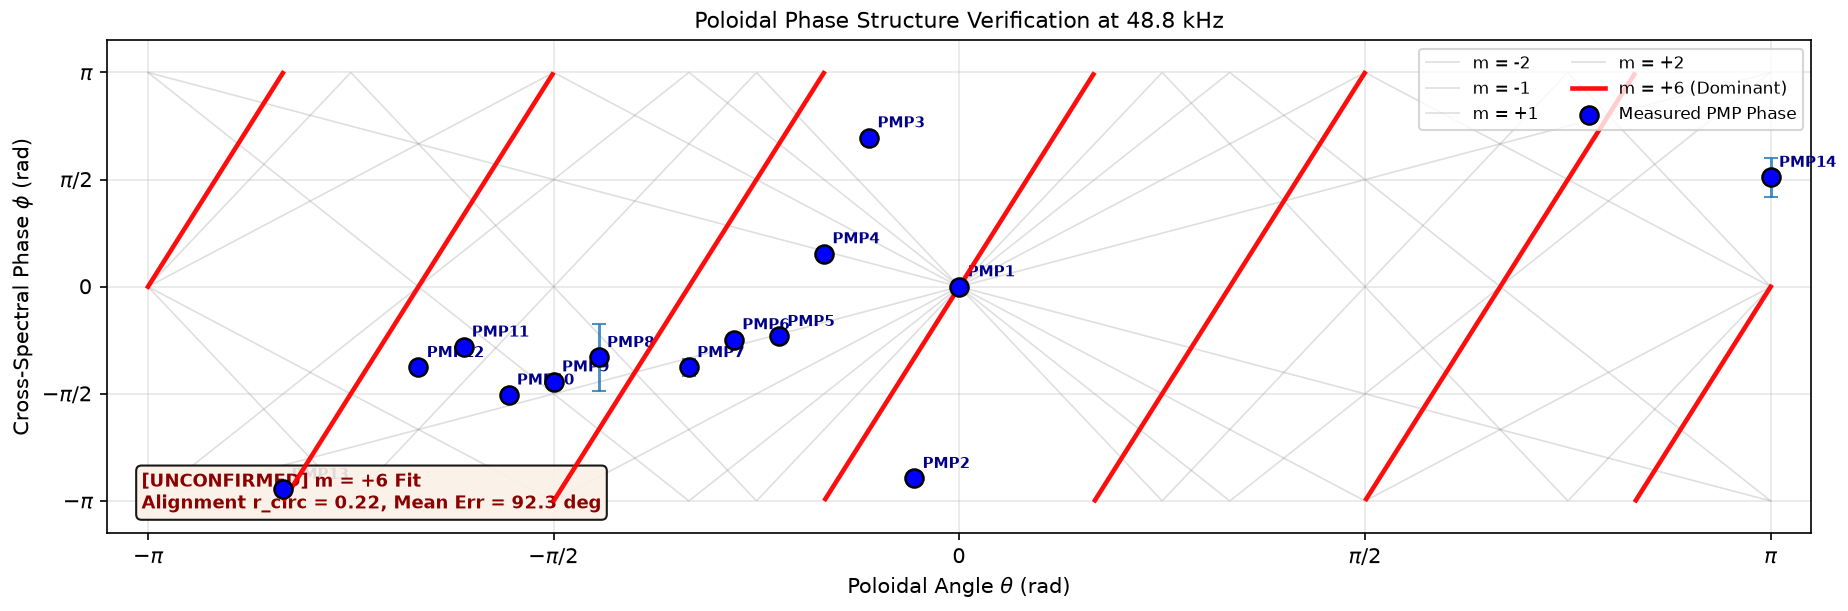 Poloidal Phase Structure Verification at 48.8 kHz
m = -2
m = -1
m = +1
m = +2
m = +6 (Dominant)
Measured PMP Phase
Cross-Spectral Phase ϕ (rad)
π
π/2
0
−π/2
−π
PMP3
PMP14
PMP4
PMP1
PMP5
PMP6
PMP11
PMP8
PMP7
PMP9
PMP2
[UNCONFIRMED] m = +6 Fit
Alignment r_circ = 0.22, Mean Err = 92.3 deg
−π
−π/2
0
π/2
π
Poloidal Angle θ (rad)